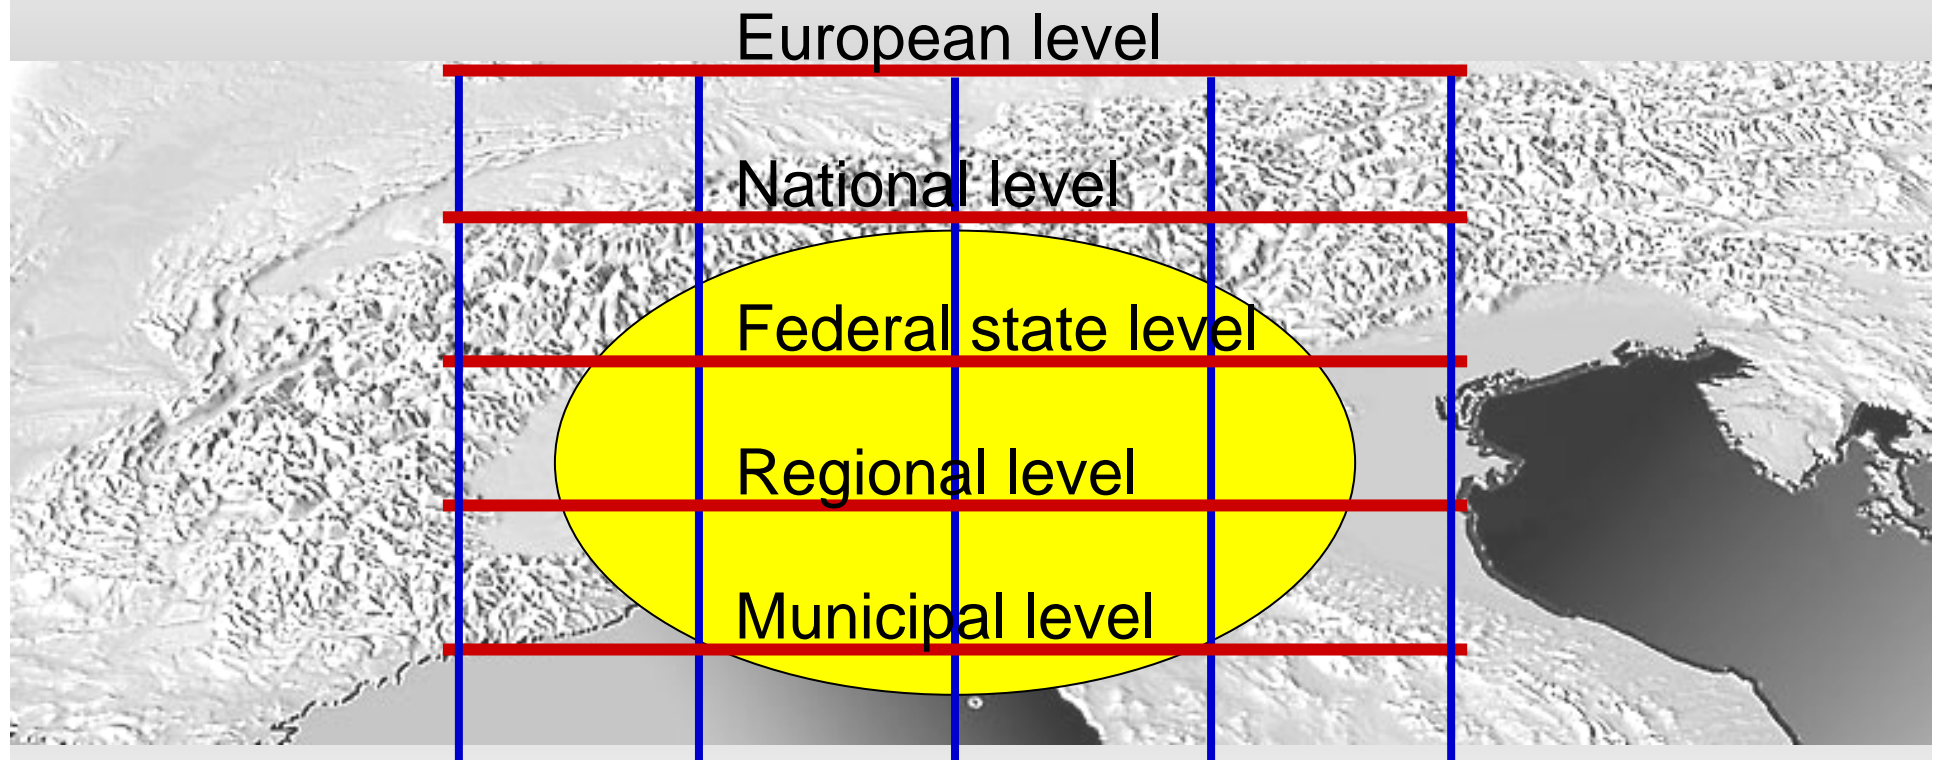 European level
National level
Federal state level
Regional level
Municipal level